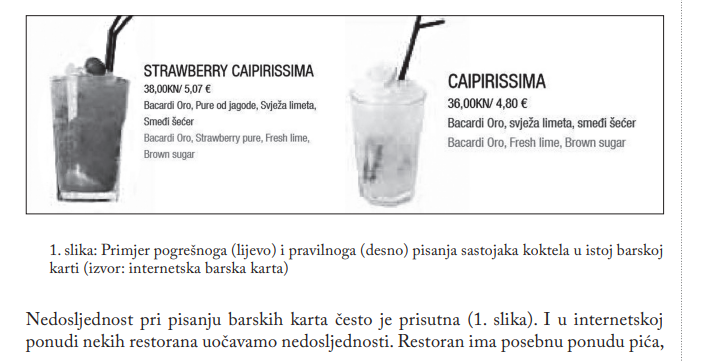 STRAWBERRY CAIPIRISSIMA
38,00KN/ 5,07 €
Bacardi Oro, Pure od jagode, Svježa limeta,
Smeđi šećer
Bacardi Oro, Strawberry pure, Fresh lime,
Brown sugar
CAIPIRISSIMA
36,00KN/ 4,80 €
Bacardi Oro, svježa limeta, smeđi šećer
Bacardi Oro, Fresh lime, Brown sugar
1. slika: Primjer pogrešnoga (lijevo) i pravilnoga (desno) pisanja sastojaka koktela u istoj barskoj
karti (izvor: internetska barska karta)
Nedosljednost pri pisanju barskih karta često je prisutna (1. slika). I u internetskoj
ponudi nekih restorana uočavamo nedosljednosti. Restoran ima posebnu ponudu pića,